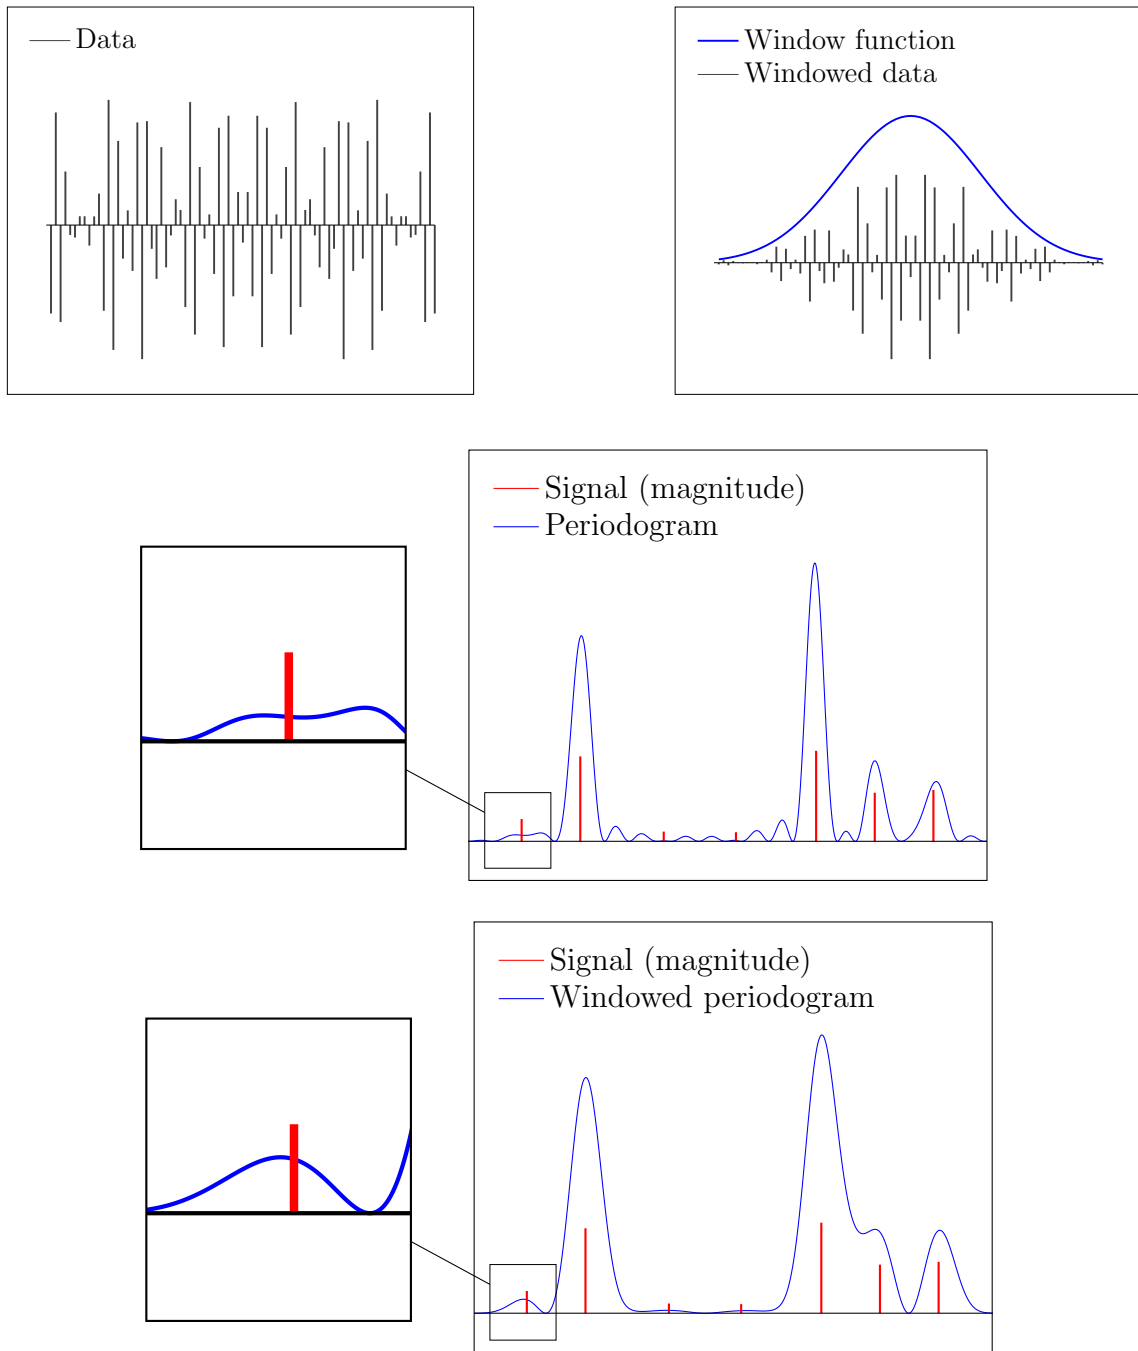 Data
Window function
Windowed data
Signal (magnitude)
Periodogram
Signal (magnitude)
Windowed periodogram